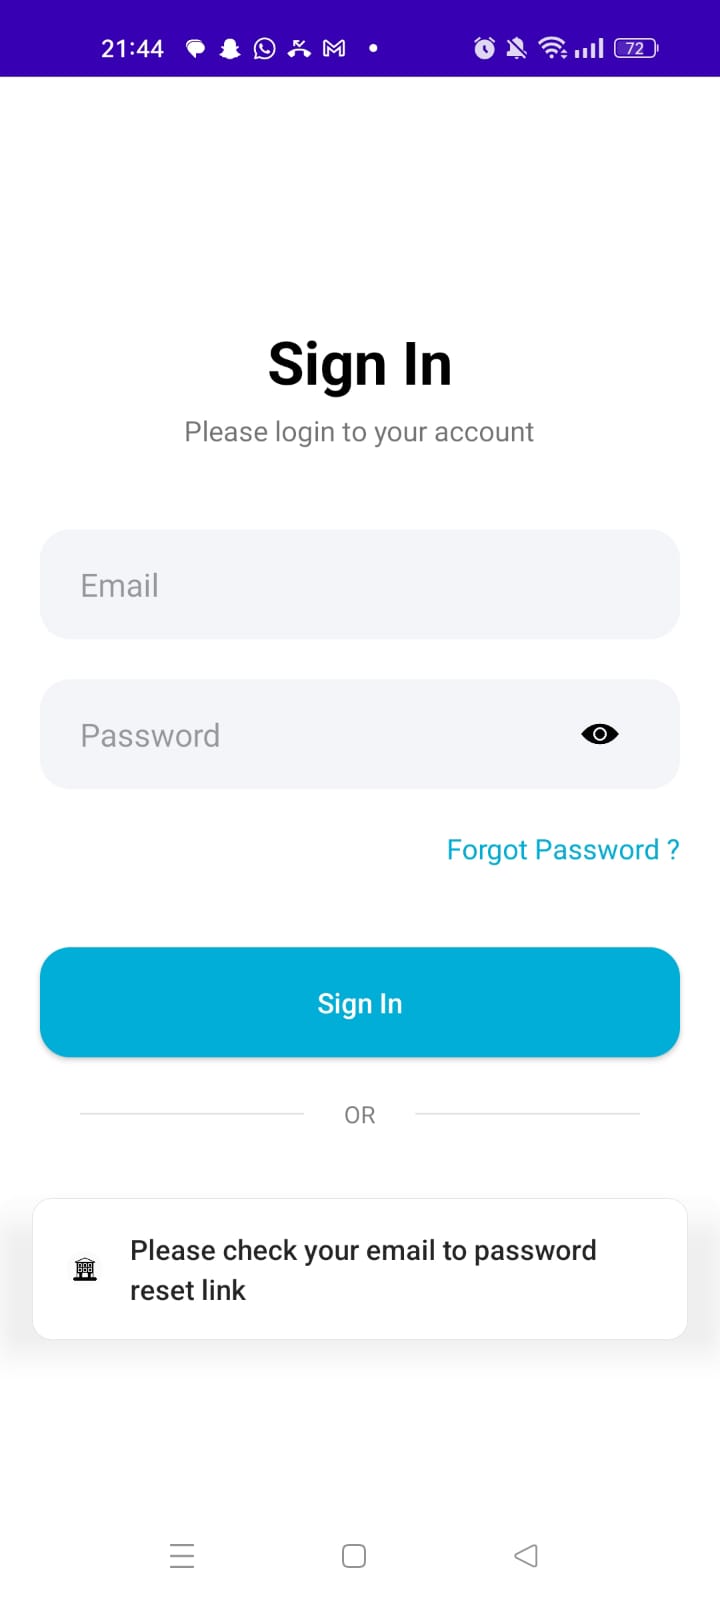 21:44
72
Sign In
Please login to your account
Email
Password
Forgot Password ?
Sign In
OR
Please check your email to password
reset link